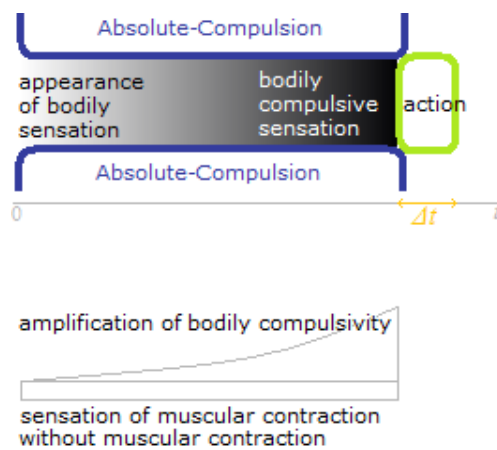 Absolute-Compulsion
appearance
of bodily
sensation
bodily
compulsive
sensation
action
Absolute-Compulsion
0
Δt
t
amplification of bodily compulsivity
sensation of muscular contraction
without muscular contraction